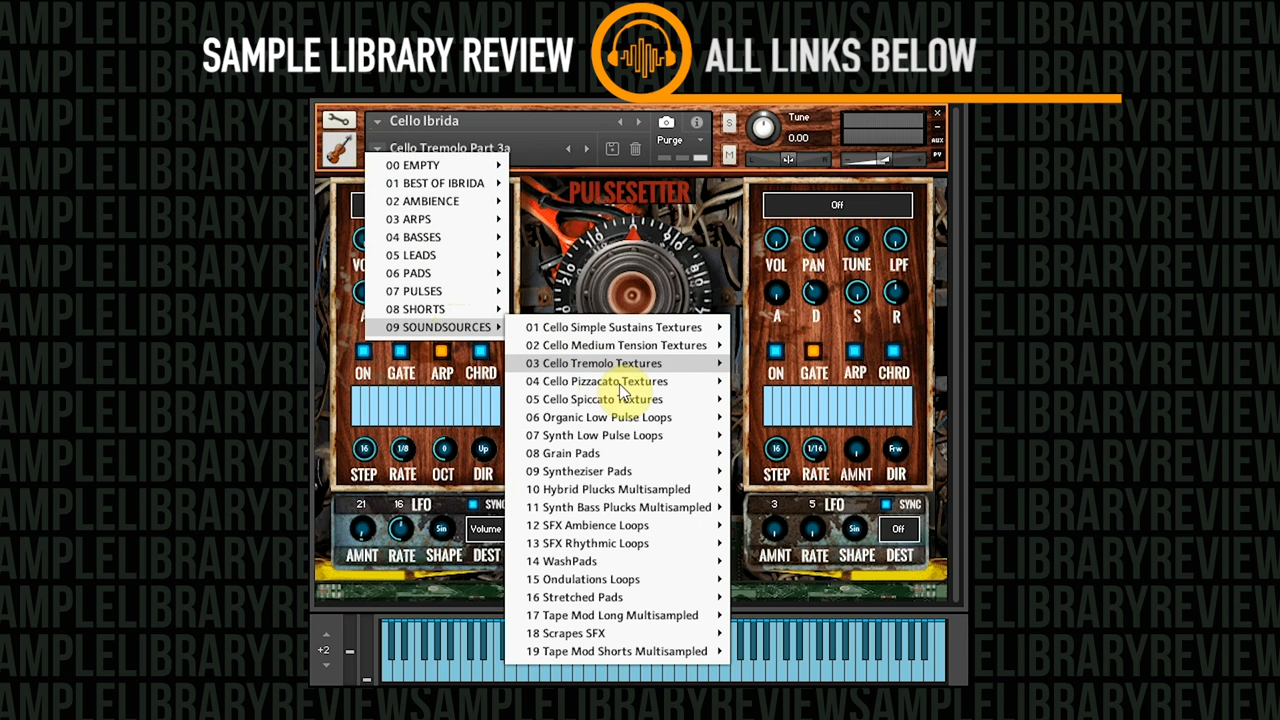 SAMPLE LIBRARY REVIEW
ALL LINKS BELOW
Cello Ibrida
Purge
S
M
Tune
0.00
L
R
AUX
PV
Cello Tremolo Part 3a
00 EMPTY
01 BEST OF IBRIDA
02 AMBIENCE
03 ARPS
04 BASSES
05 LEADS
06 PADS
07 PULSES
08 SHORTS
09 SOUNDSOURCES
01 Cello Simple Sustains Textures
02 Cello Medium Tension Textures
03 Cello Tremolo Textures
04 Cello Pizzacato Textures
05 Cello Spiccato Textures
06 Organic Low Pulse Loops
07 Synth Low Pulse Loops
08 Grain Pads
09 Syntheziser Pads
10 Hybrid Plucks Multisampled
11 Synth Bass Plucks Multisampled
12 SFX Ambience Loops
13 SFX Rhythmic Loops
14 WashPads
15 Ondulations Loops
16 Stretched Pads
17 Tape Mod Long Multisampled
18 Scrapes SFX
19 Tape Mod Shorts Multisampled
PULSESETTER
ON GATE ARP CHRD
16 1/8 0 Up
STEP RATE OCT DIR
21 16 LFO SYNC
Sin Volume
AMNT RATE SHAPE DEST
Off
0
VOL PAN TUNE LPF
A D S R
ON GATE ARP CHRD
16 1/16 Frw
STEP RATE AMNT DIR
3 5 LFO SYNC
Sin Off
AMNT RATE SHAPE DEST
+2